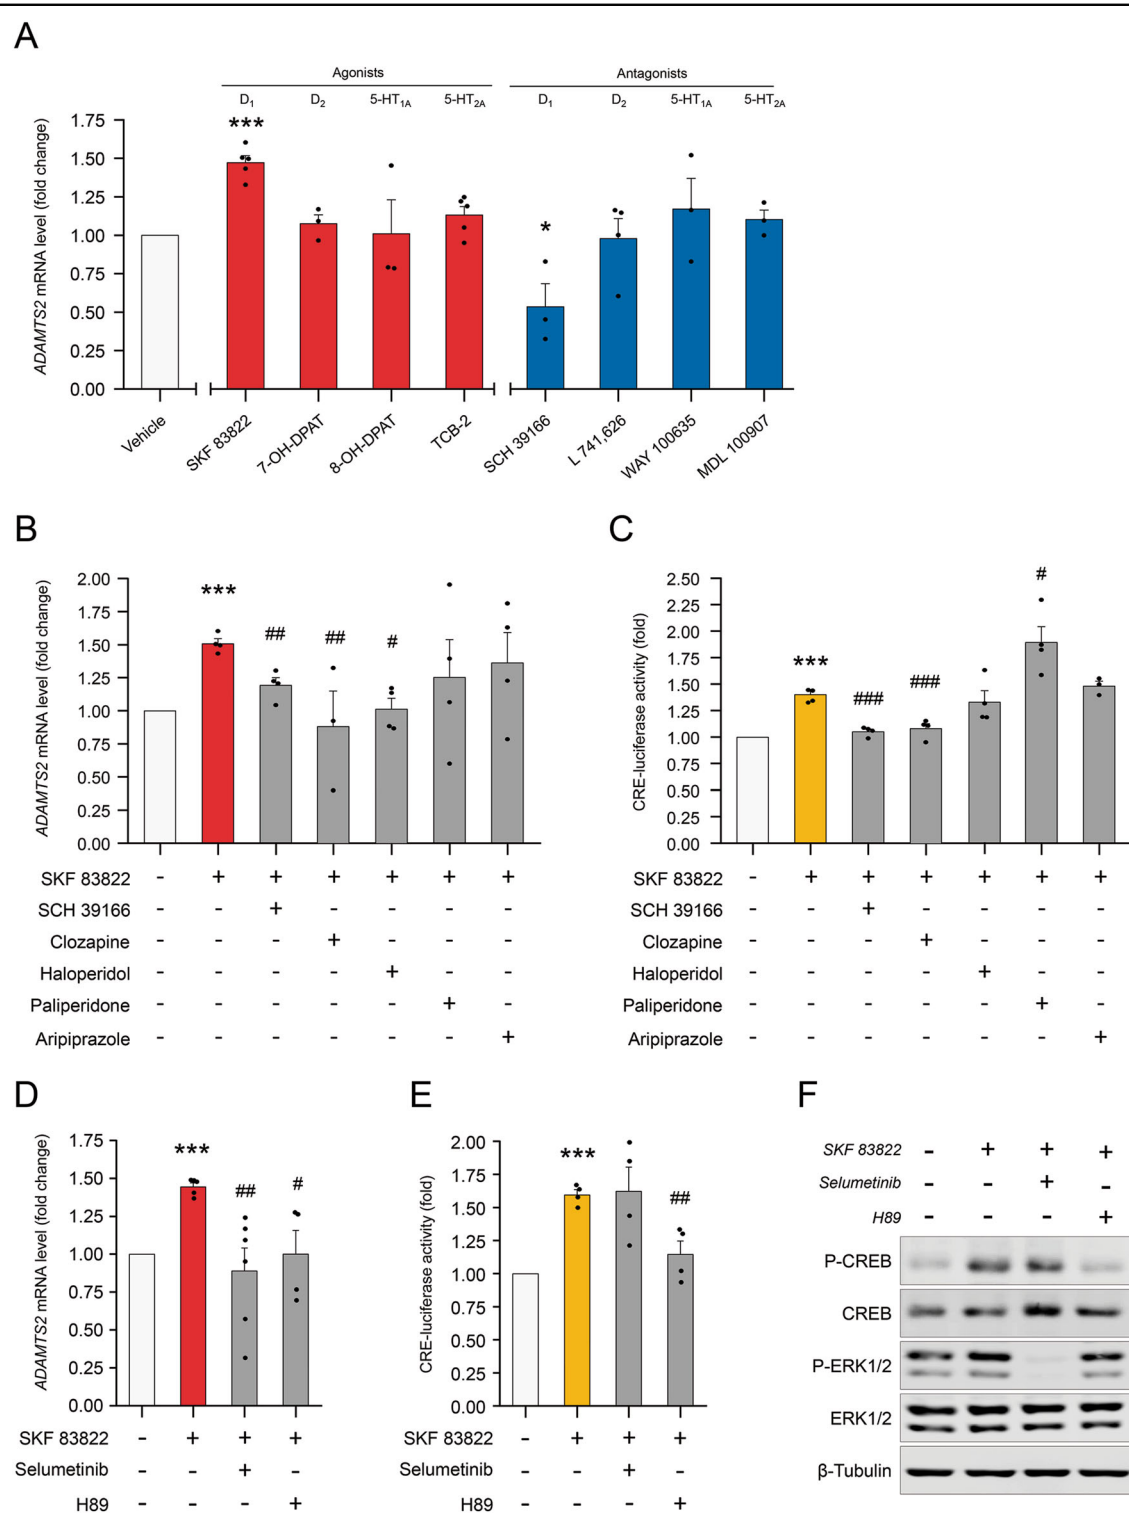 A
Agonists Antagonists
D1 D2 5-HT1A 5-HT2A D1 D2 5-HT1A 5-HT2A
ADAMTS2 mRNA level (fold change)
1.75
1.50
1.25
1.00
0.75
0.50
0.25
0.00
***
*
Vehicle SKF 83822 7-OH-DPAT 8-OH-DPAT TCB-2 SCH 39166 L 741,626 WAY 100635 MDL 100907
B
ADAMTS2 mRNA level (fold change)
2.00
1.75
1.50
1.25
1.00
0.75
0.50
0.25
0.00
*** ## ## #
SKF 83822 - + + + + + +
SCH 39166 - - + - - - -
Clozapine - - - + - - -
Haloperidol - - - - + - -
Paliperidone - - - - - + -
Aripiprazole - - - - - - +
C
CRE-luciferase activity (fold)
2.50
2.25
2.00
1.75
1.50
1.25
1.00
0.75
0.50
0.25
0.00
*** ### ### #
SKF 83822 - + + + + + +
SCH 39166 - - + - - - -
Clozapine - - - + - - -
Haloperidol - - - - + - -
Paliperidone - - - - - + -
Aripiprazole - - - - - - +
D
ADAMTS2 mRNA level (fold change)
1.75
1.50
1.25
1.00
0.75
0.50
0.25
0.00
*** ## #
SKF 83822 - + + +
Selumetinib - - + -
H89 - - - +
E
CRE-luciferase activity (fold)
2.00
1.75
1.50
1.25
1.00
0.75
0.50
0.25
0.00
*** ##
SKF 83822 - + + +
Selumetinib - - + -
H89 - - - +
F
SKF 83822 - + + +
Selumetinib - - + -
H89 - - - +
P-CREB
CREB
P-ERK1/2
ERK1/2
β-Tubulin